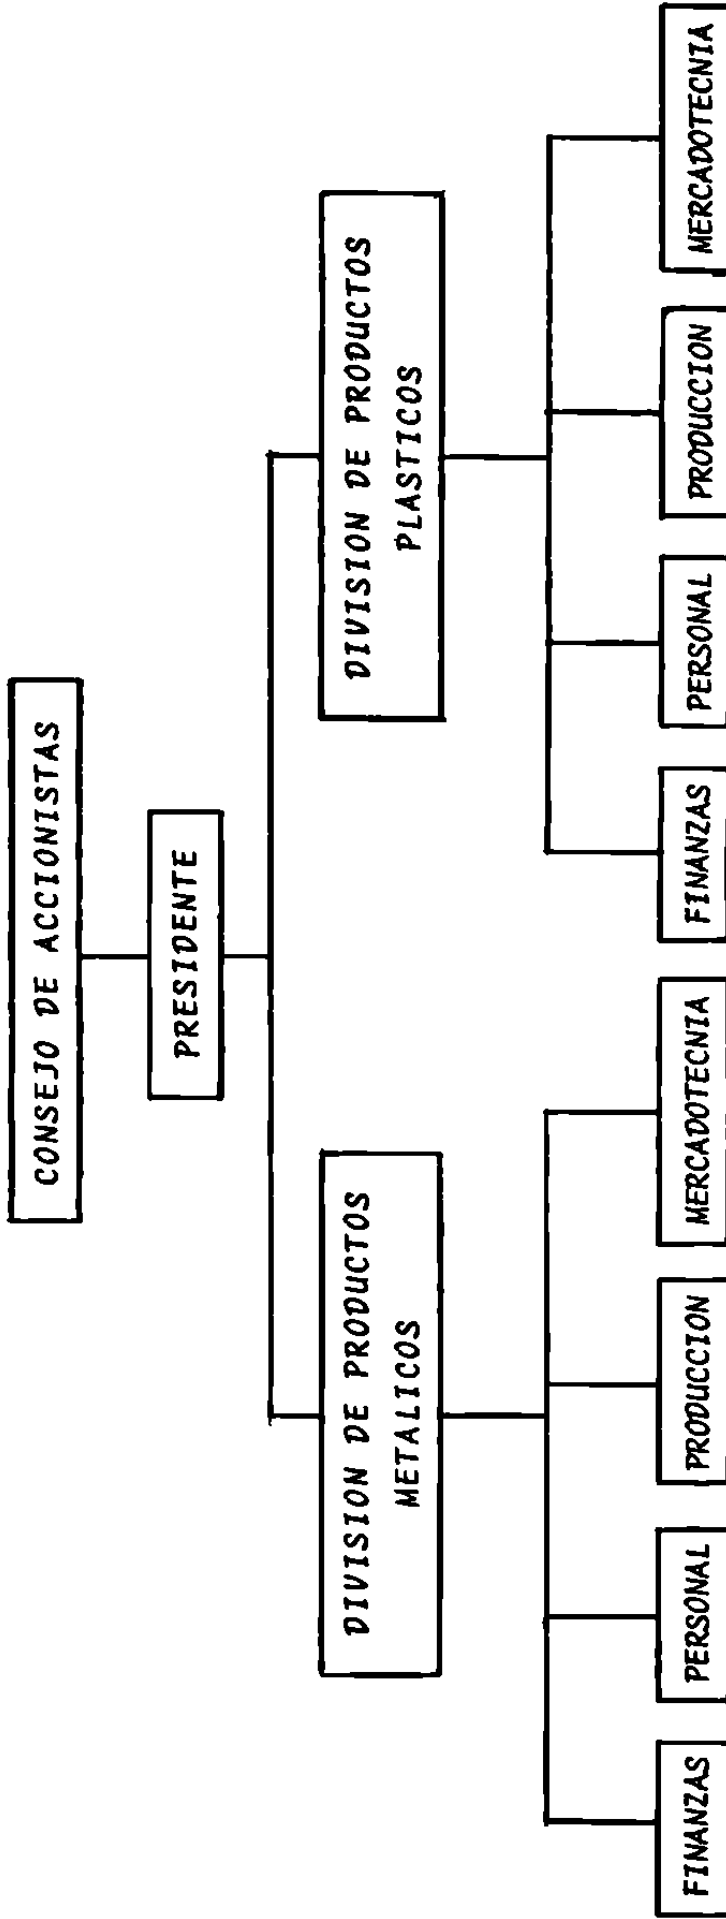 CONSEJO DE ACCIONISTAS
PRESIDENTE
DIVISION DE PRODUCTOS
METALICOS
DIVISION DE PRODUCTOS
PLASTICOS
FINANZAS
PERSONAL
PRODUCCION
MERCADOTECNIA
FINANZAS
PERSONAL
PRODUCCION
MERCADOTECNIA